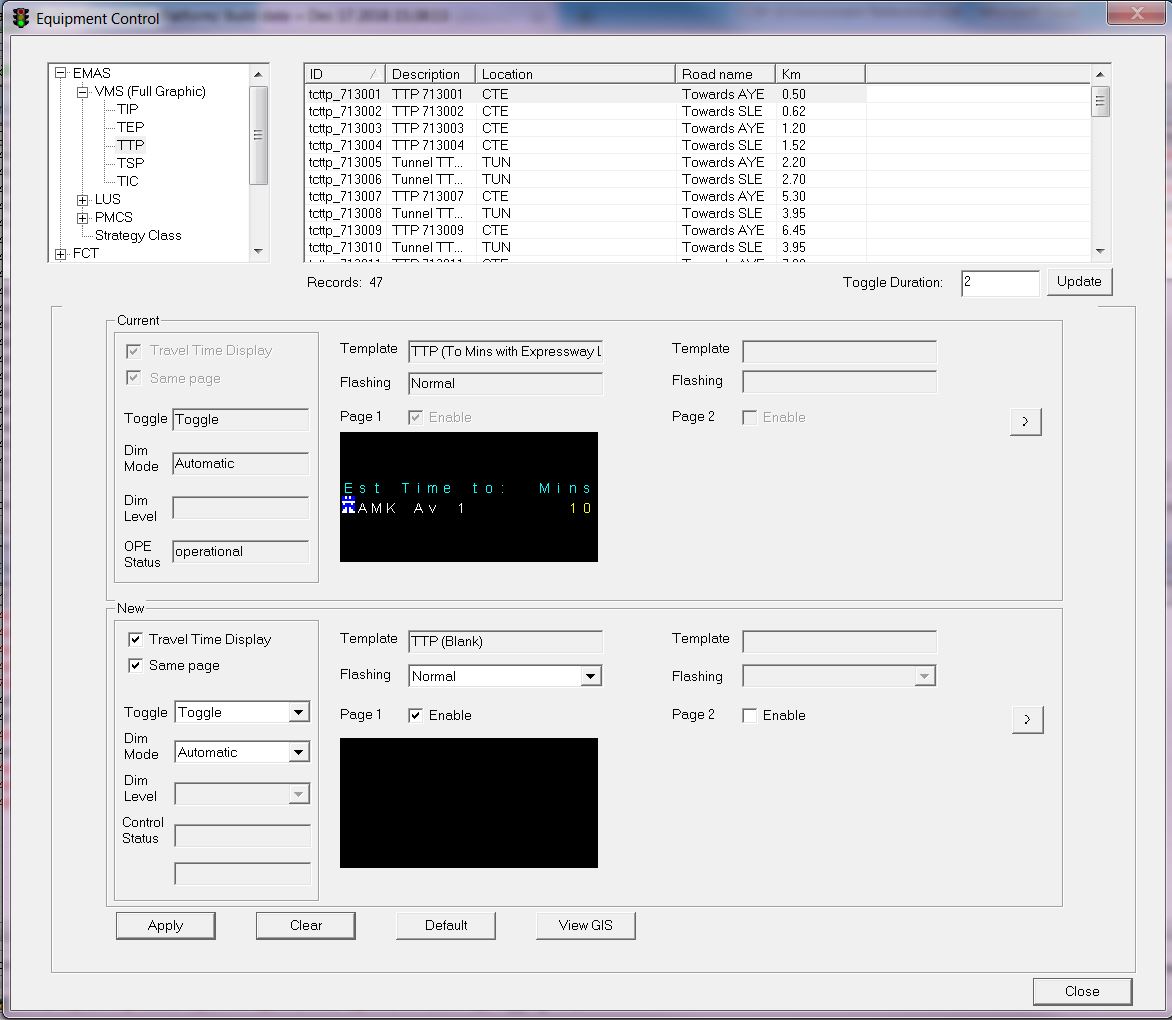 Equipment Control
EMAS
VMS (Full Graphic)
TIP
TEP
TTP
TSP
TIC
LUS
PMCS
Strategy Class
FCT
ID Description Location Road name Km
tcttp_713001 TTP 713001 CTE Towards AYE 0.50
tcttp_713002 TTP 713002 CTE Towards SLE 0.62
tcttp_713003 TTP 713003 CTE Towards AYE 1.20
tcttp_713004 TTP 713004 CTE Towards SLE 1.52
tcttp_713005 Tunnel TT... TUN Towards AYE 2.20
tcttp_713006 Tunnel TT... TUN Towards SLE 2.70
tcttp_713007 TTP 713007 CTE Towards AYE 5.30
tcttp_713008 Tunnel TT... TUN Towards SLE 3.95
tcttp_713009 TTP 713009 CTE Towards AYE 6.45
tcttp_713010 Tunnel TT... TUN Towards SLE 3.95
tcttp_713011 TTP 713011 CTE Towards AYE
Records: 47
Toggle Duration: 2 Update
Current
Travel Time Display
Same page
Toggle Toggle
Dim Mode Automatic
Dim Level
OPE Status operational
Template TTP (To Mins with Expressway L
Flashing Normal
Page 1 Enable
Est Time to: Mins
AMK Av 1 10
Template
Flashing
Page 2 Enable
>
New
Travel Time Display
Same page
Toggle Toggle
Dim Mode Automatic
Dim Level
Control Status
Template TTP (Blank)
Flashing Normal
Page 1 Enable
Template
Flashing
Page 2 Enable
>
Apply Clear Default View GIS
Close